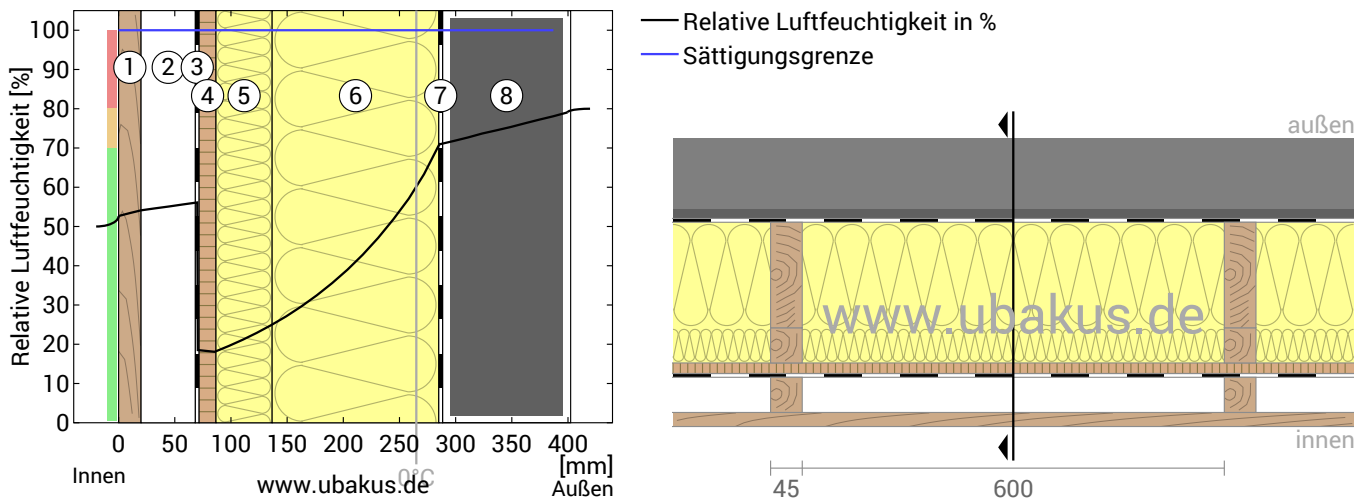 Relative Luftfeuchtigkeit [%]
100
90
80
70
60
50
40
30
20
10
0
1
2
3
4
5
6
7
8
0
50
100
150
200
250
300
350
400
[mm]
0°C
Innen
www.ubakus.de
Außen
Relative Luftfeuchtigkeit in %
Sättigungsgrenze
außen
www.ubakus.de
innen
45
600